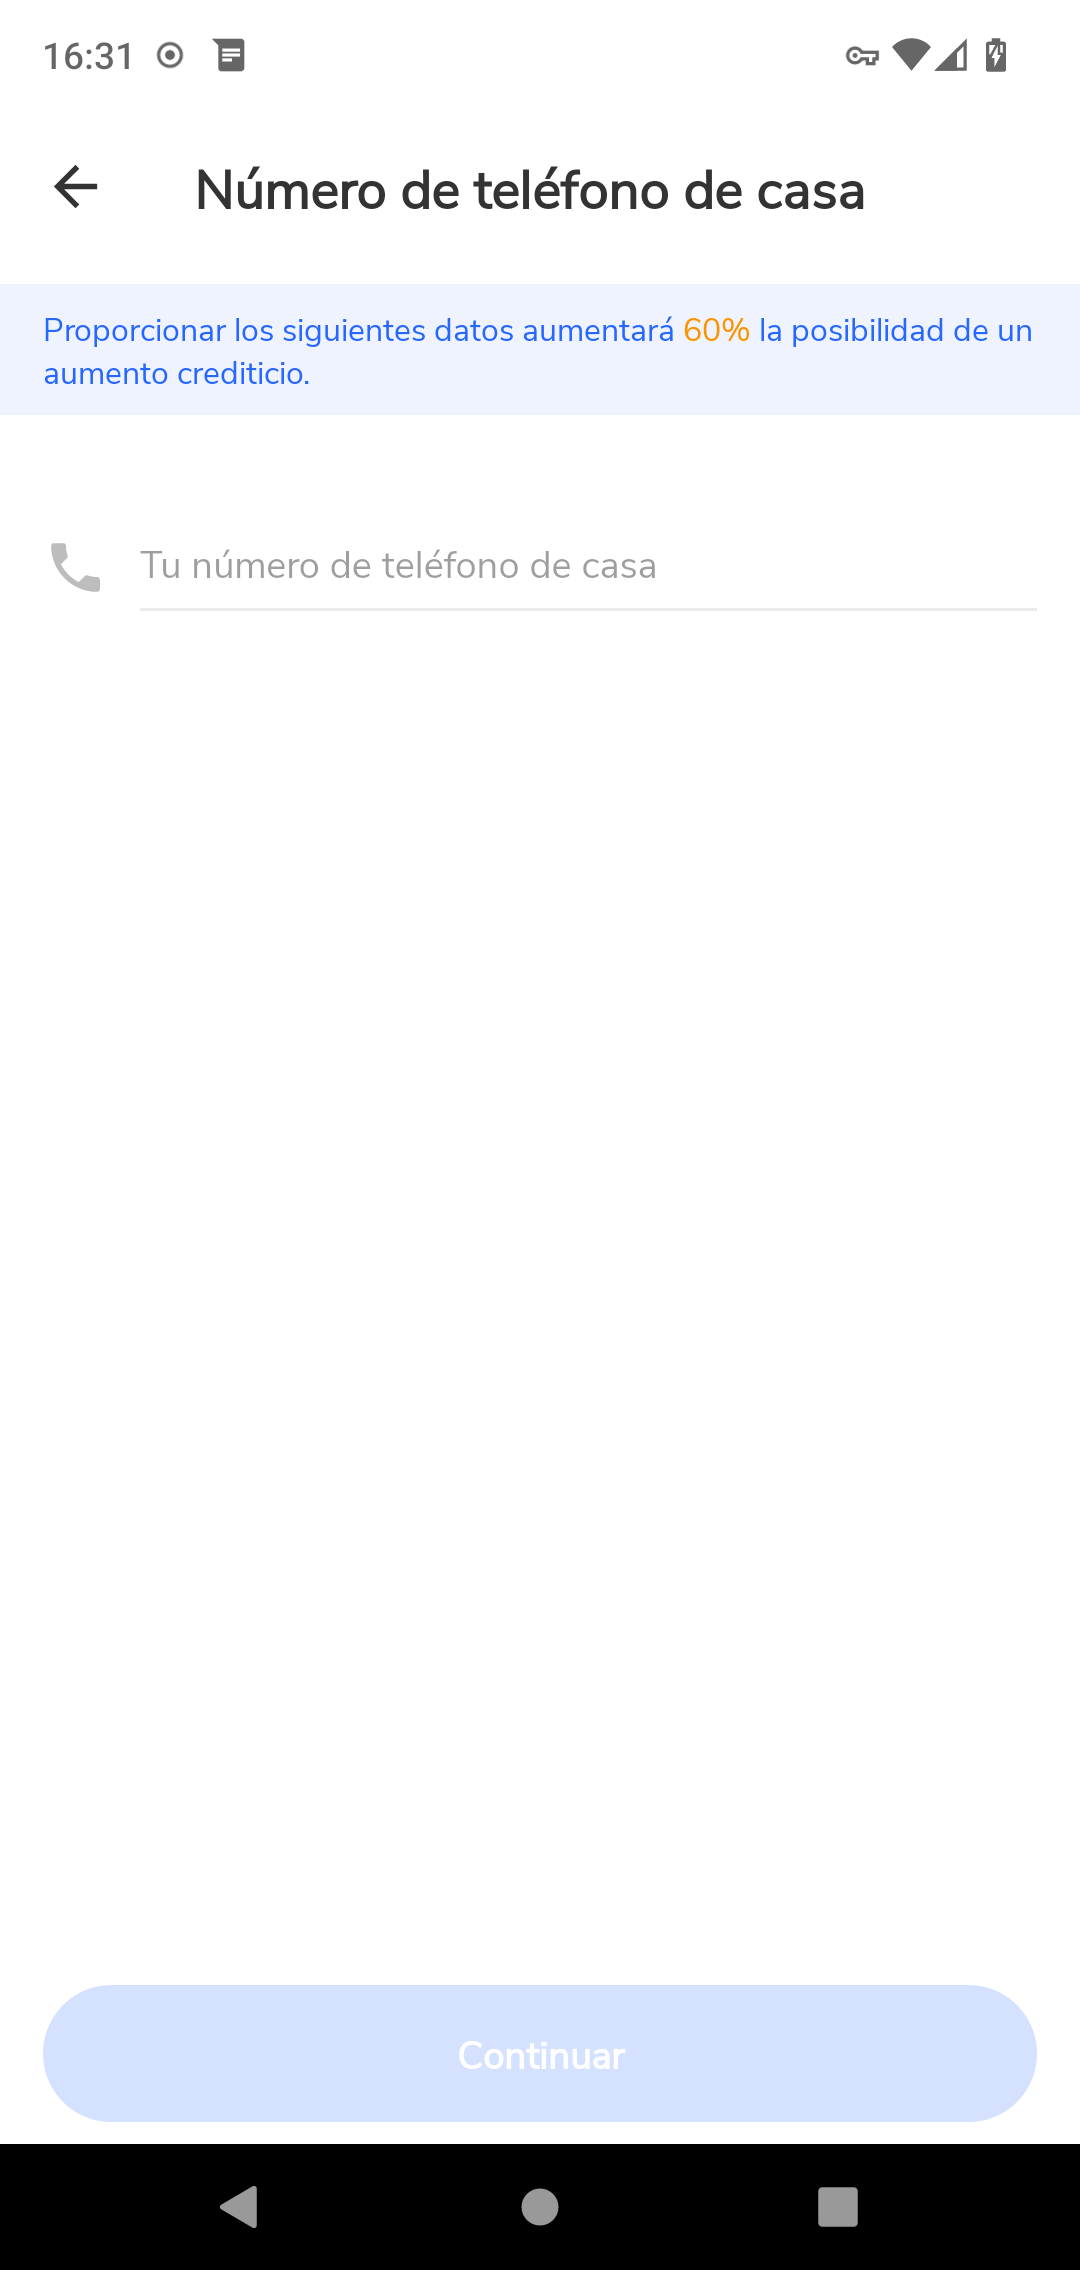 16:31
Número de teléfono de casa
Proporcionar los siguientes datos aumentará 60% la posibilidad de un
aumento crediticio.
Tu número de teléfono de casa
Continuar